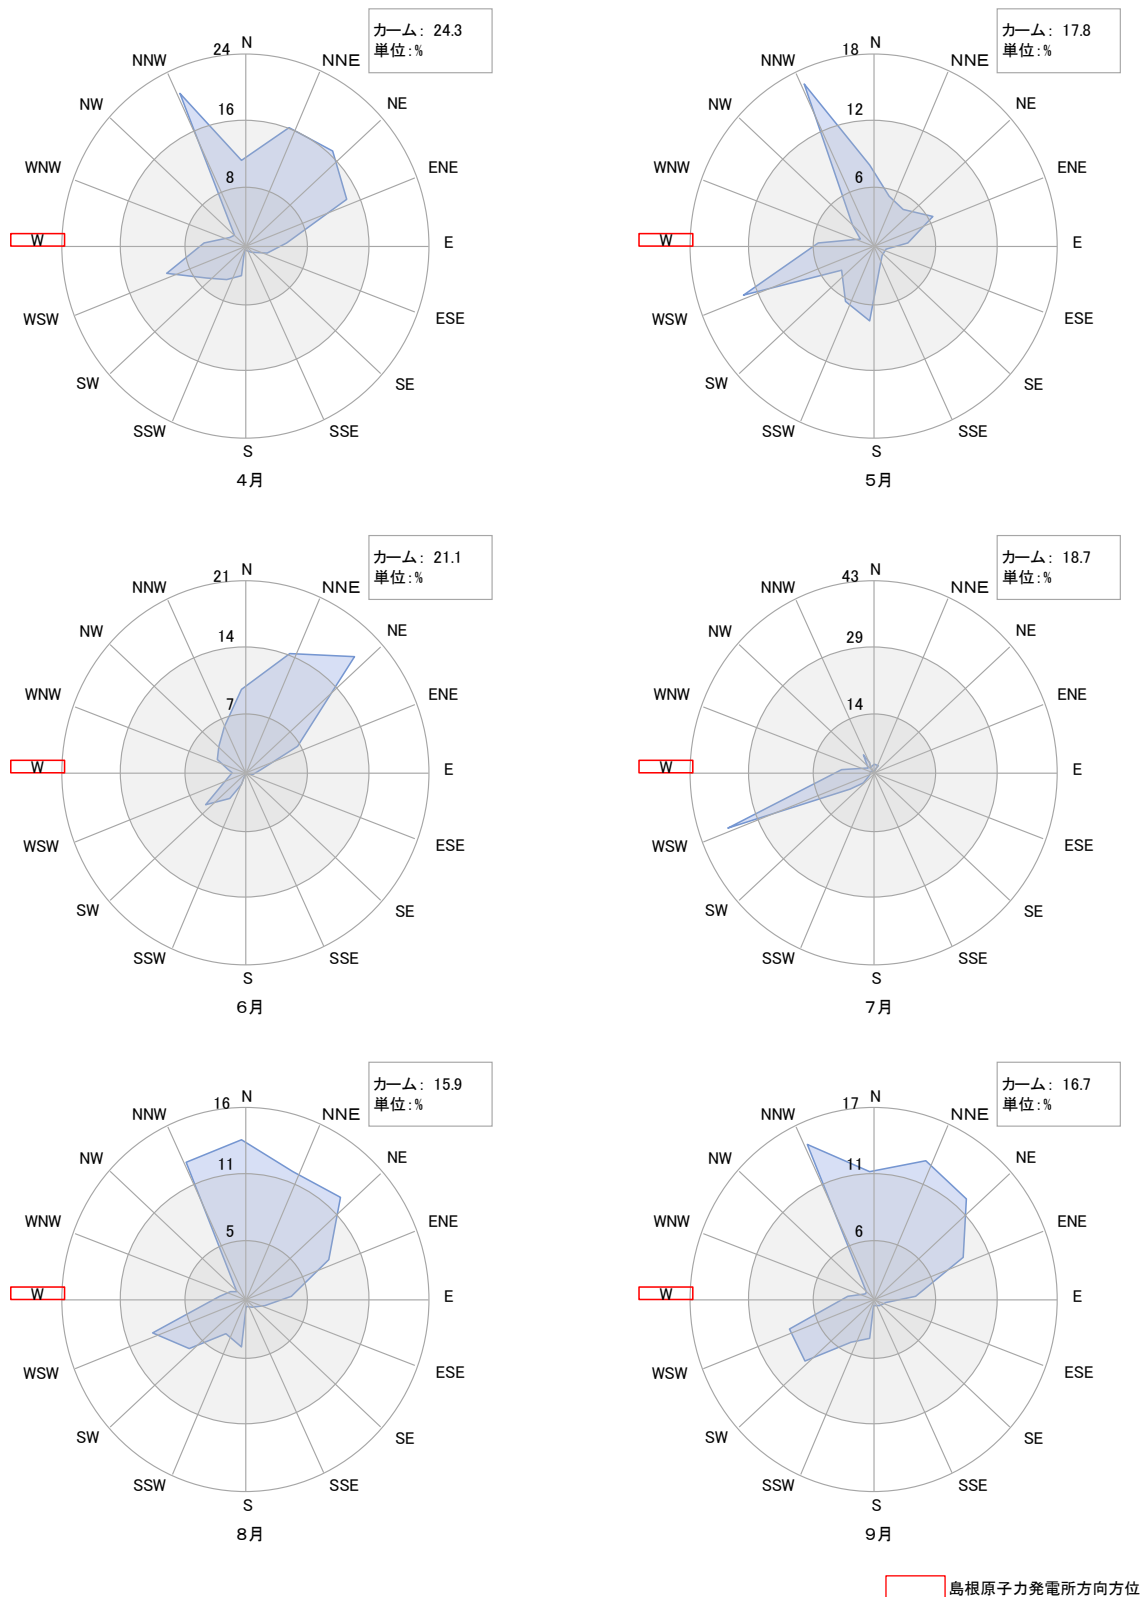 カーム： 24.3
単位：%
24
N
NNW
NNE
NW
NE
16
WNW
ENE
8
W
E
WSW
ESE
SW
SE
SSW
SSE
S
４月
カーム： 17.8
単位：%
18
N
NNW
NNE
NW
NE
12
WNW
ENE
6
W
E
WSW
ESE
SW
SE
SSW
SSE
S
５月
カーム： 21.1
単位：%
21
N
NNW
NNE
NW
NE
14
WNW
ENE
7
W
E
WSW
ESE
SW
SE
SSW
SSE
S
６月
カーム： 18.7
単位：%
43
N
NNW
NNE
NW
NE
29
WNW
ENE
14
W
E
WSW
ESE
SW
SE
SSW
SSE
S
７月
カーム： 15.9
単位：%
16
N
NNW
NNE
NW
NE
11
WNW
ENE
5
W
E
WSW
ESE
SW
SE
SSW
SSE
S
８月
カーム： 16.7
単位：%
17
N
NNW
NNE
NW
NE
11
WNW
ENE
6
W
E
WSW
ESE
SW
SE
SSW
SSE
S
９月
島根原子力発電所方向方位